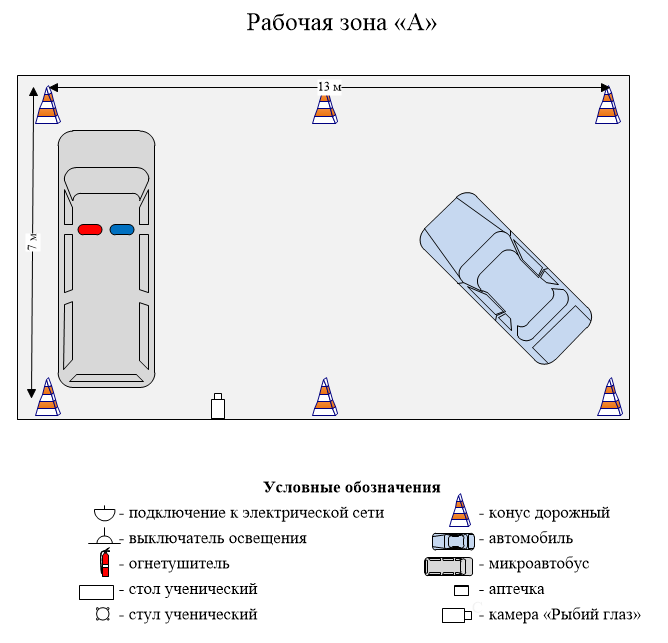 Рабочая зона «А»
13 м
7 м
Условные обозначения
- подключение к электрической сети
- выключатель освещения
- огнетушитель
- стол ученический
- стул ученический
- конус дорожный
- автомобиль
- микроавтобус
- аптечка
- камера «Рыбий глаз»